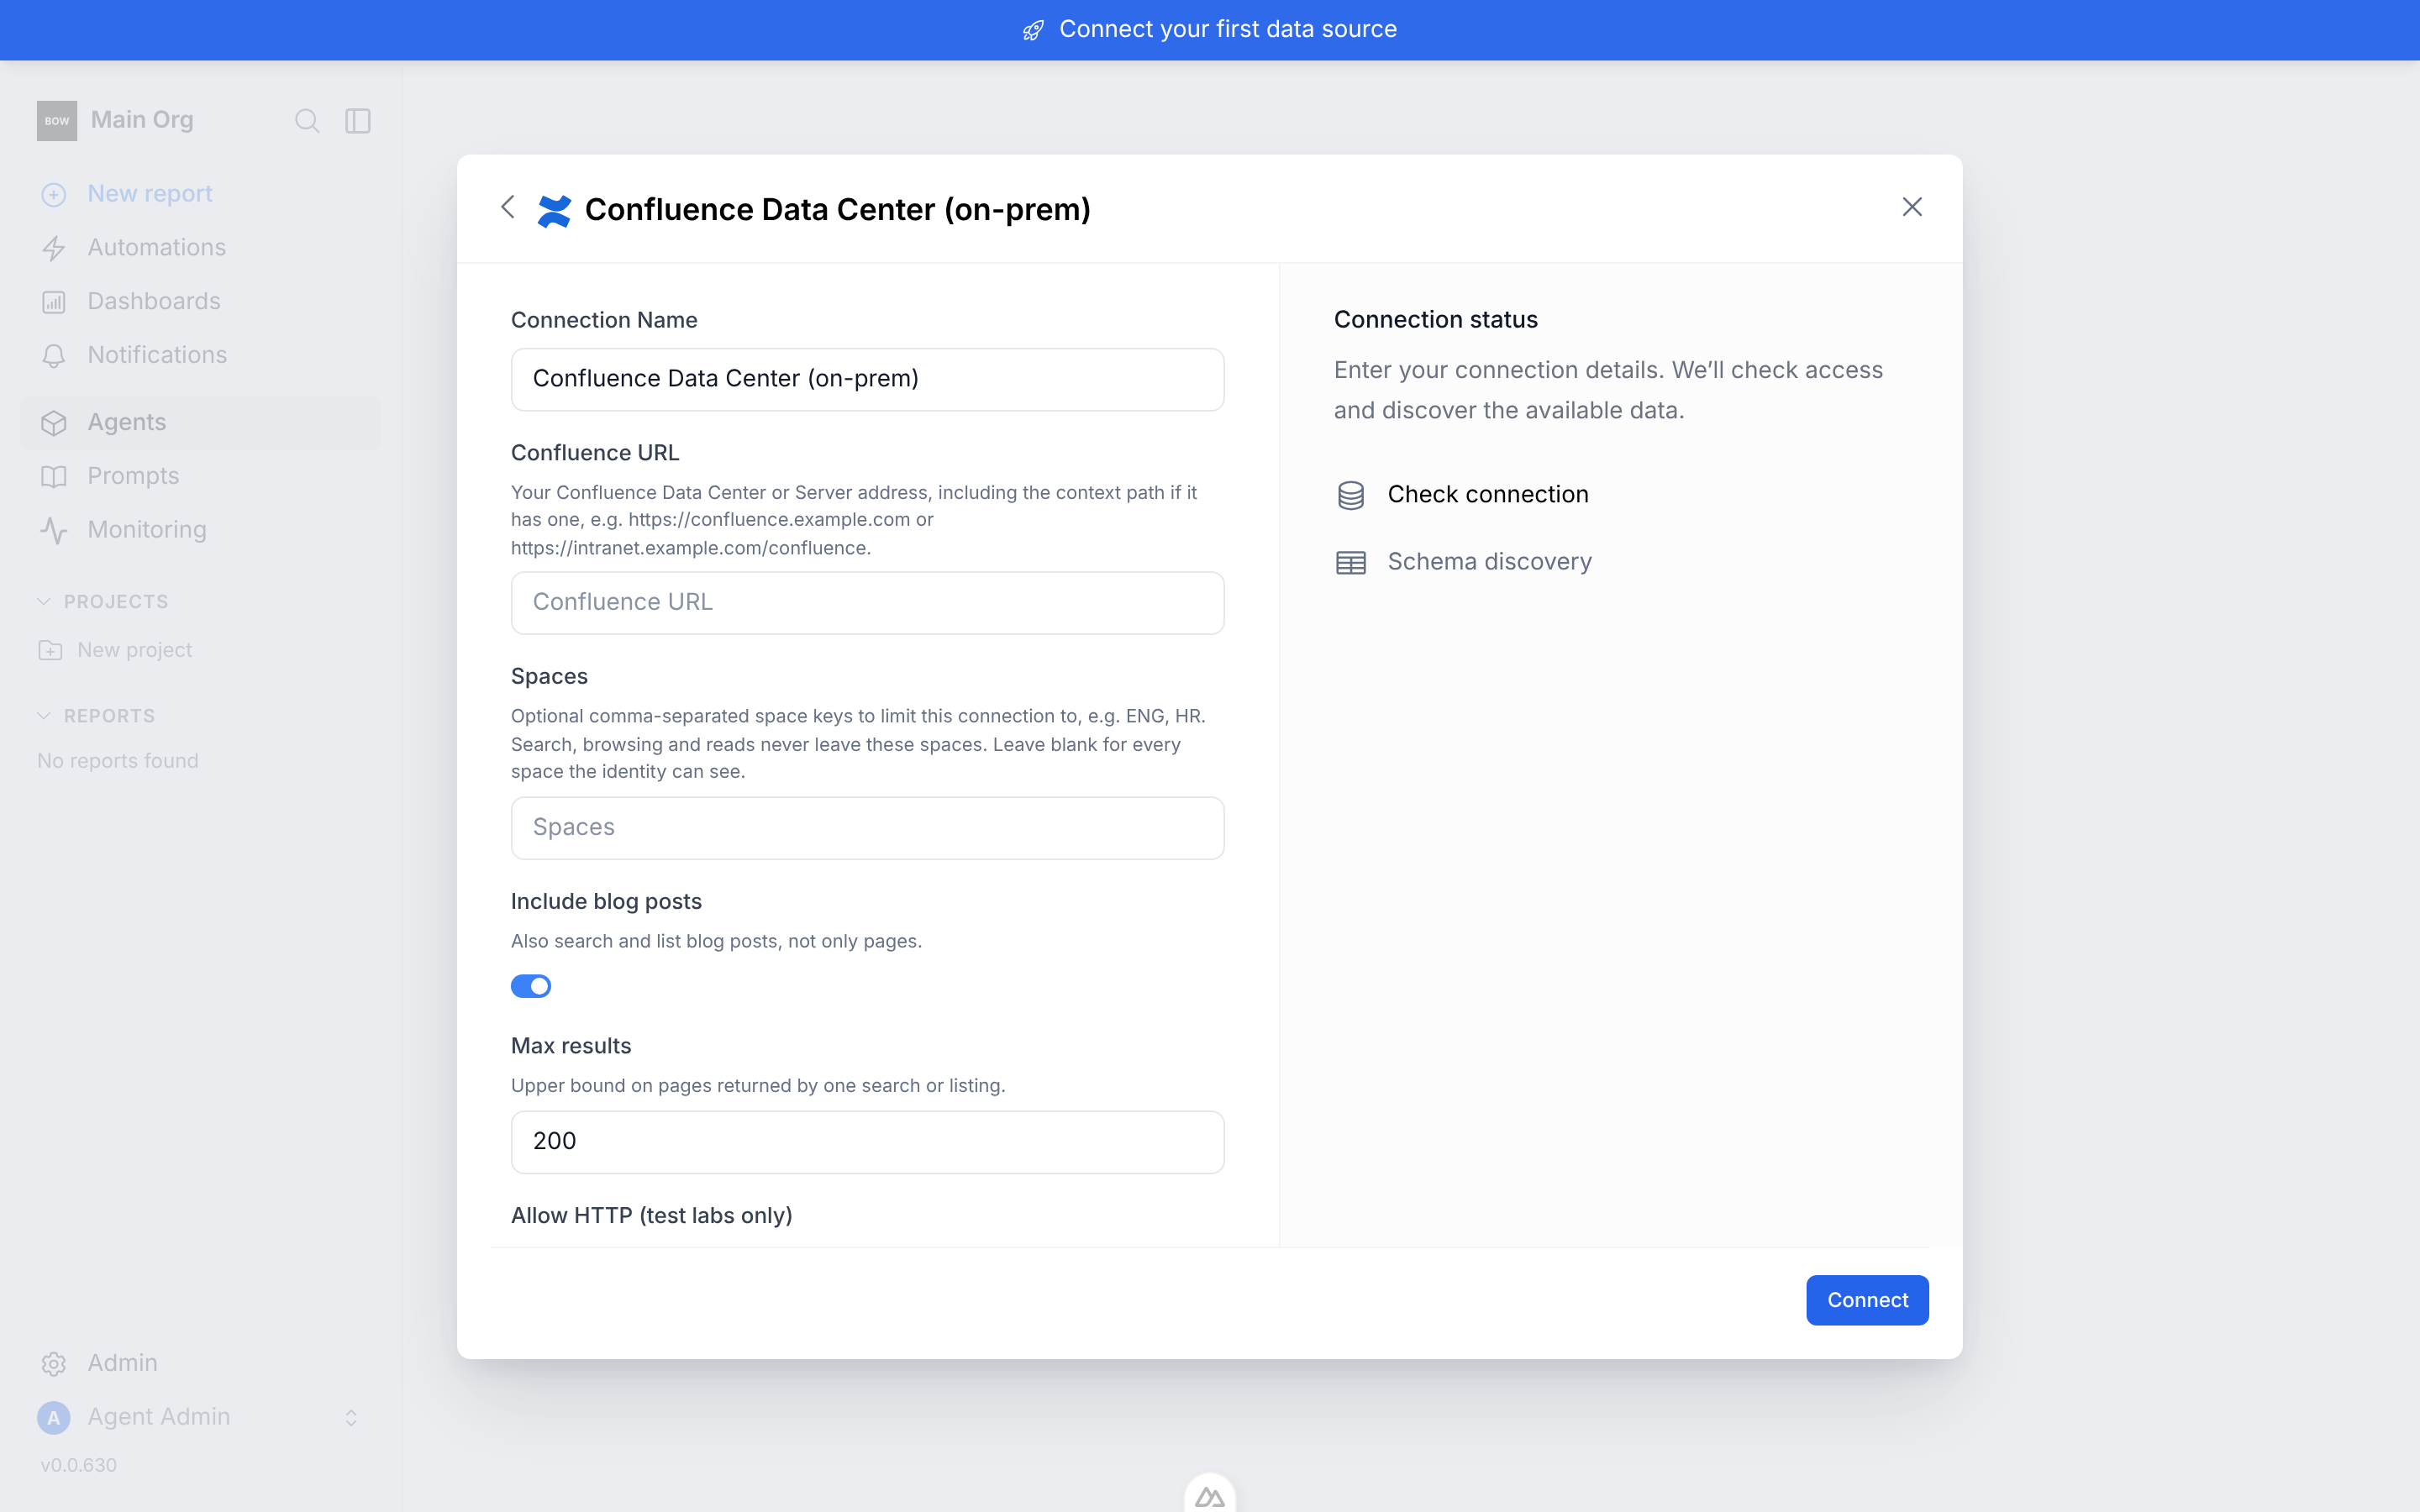 Connect your first data source
BOW
Main Org
New report
Automations
Dashboards
Notifications
Agents
Prompts
Monitoring
PROJECTS
New project
REPORTS
No reports found
Admin
A
Agent Admin
v0.0.630
Confluence Data Center (on-prem)
Connection Name
Confluence Data Center (on-prem)
Confluence URL
Your Confluence Data Center or Server address, including the context path if it
has one, e.g. https://confluence.example.com or
https://intranet.example.com/confluence.
Confluence URL
Spaces
Optional comma-separated space keys to limit this connection to, e.g. ENG, HR.
Search, browsing and reads never leave these spaces. Leave blank for every
space the identity can see.
Spaces
Include blog posts
Also search and list blog posts, not only pages.
Max results
Upper bound on pages returned by one search or listing.
200
Allow HTTP (test labs only)
Connection status
Enter your connection details. We’ll check access
and discover the available data.
Check connection
Schema discovery
Connect